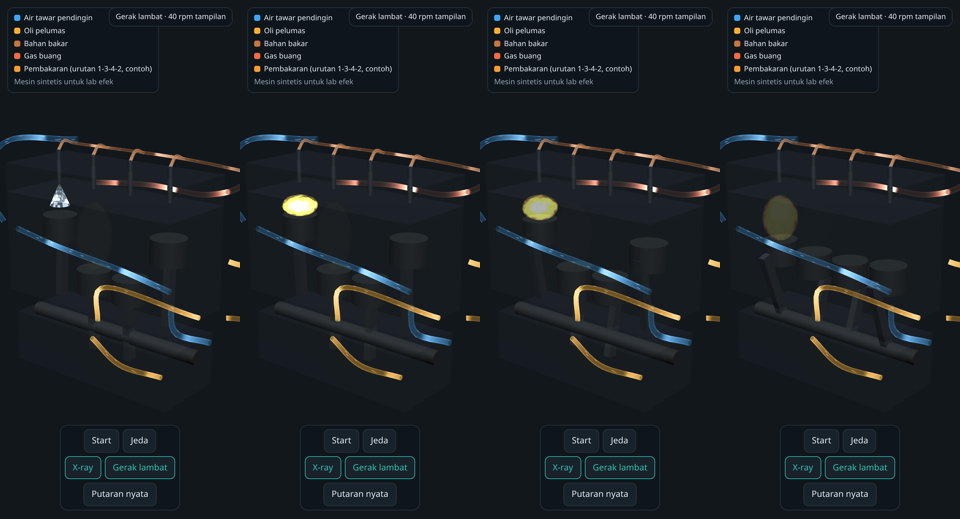 Gerak lambat · 40 rpm tampilan
Air tawar pendingin
Oli pelumas
Bahan bakar
Gas buang
Pembakaran (urutan 1-3-4-2, contoh)
Mesin sintetis untuk lab efek
Start
Jeda
X-ray
Gerak lambat
Putaran nyata
Gerak lambat · 40 rpm tampilan
Air tawar pendingin
Oli pelumas
Bahan bakar
Gas buang
Pembakaran (urutan 1-3-4-2, contoh)
Mesin sintetis untuk lab efek
Start
Jeda
X-ray
Gerak lambat
Putaran nyata
Gerak lambat · 40 rpm tampilan
Air tawar pendingin
Oli pelumas
Bahan bakar
Gas buang
Pembakaran (urutan 1-3-4-2, contoh)
Mesin sintetis untuk lab efek
Start
Jeda
X-ray
Gerak lambat
Putaran nyata
Gerak lambat · 40 rpm tampilan
Air tawar pendingin
Oli pelumas
Bahan bakar
Gas buang
Pembakaran (urutan 1-3-4-2, contoh)
Mesin sintetis untuk lab efek
Start
Jeda
X-ray
Gerak lambat
Putaran nyata